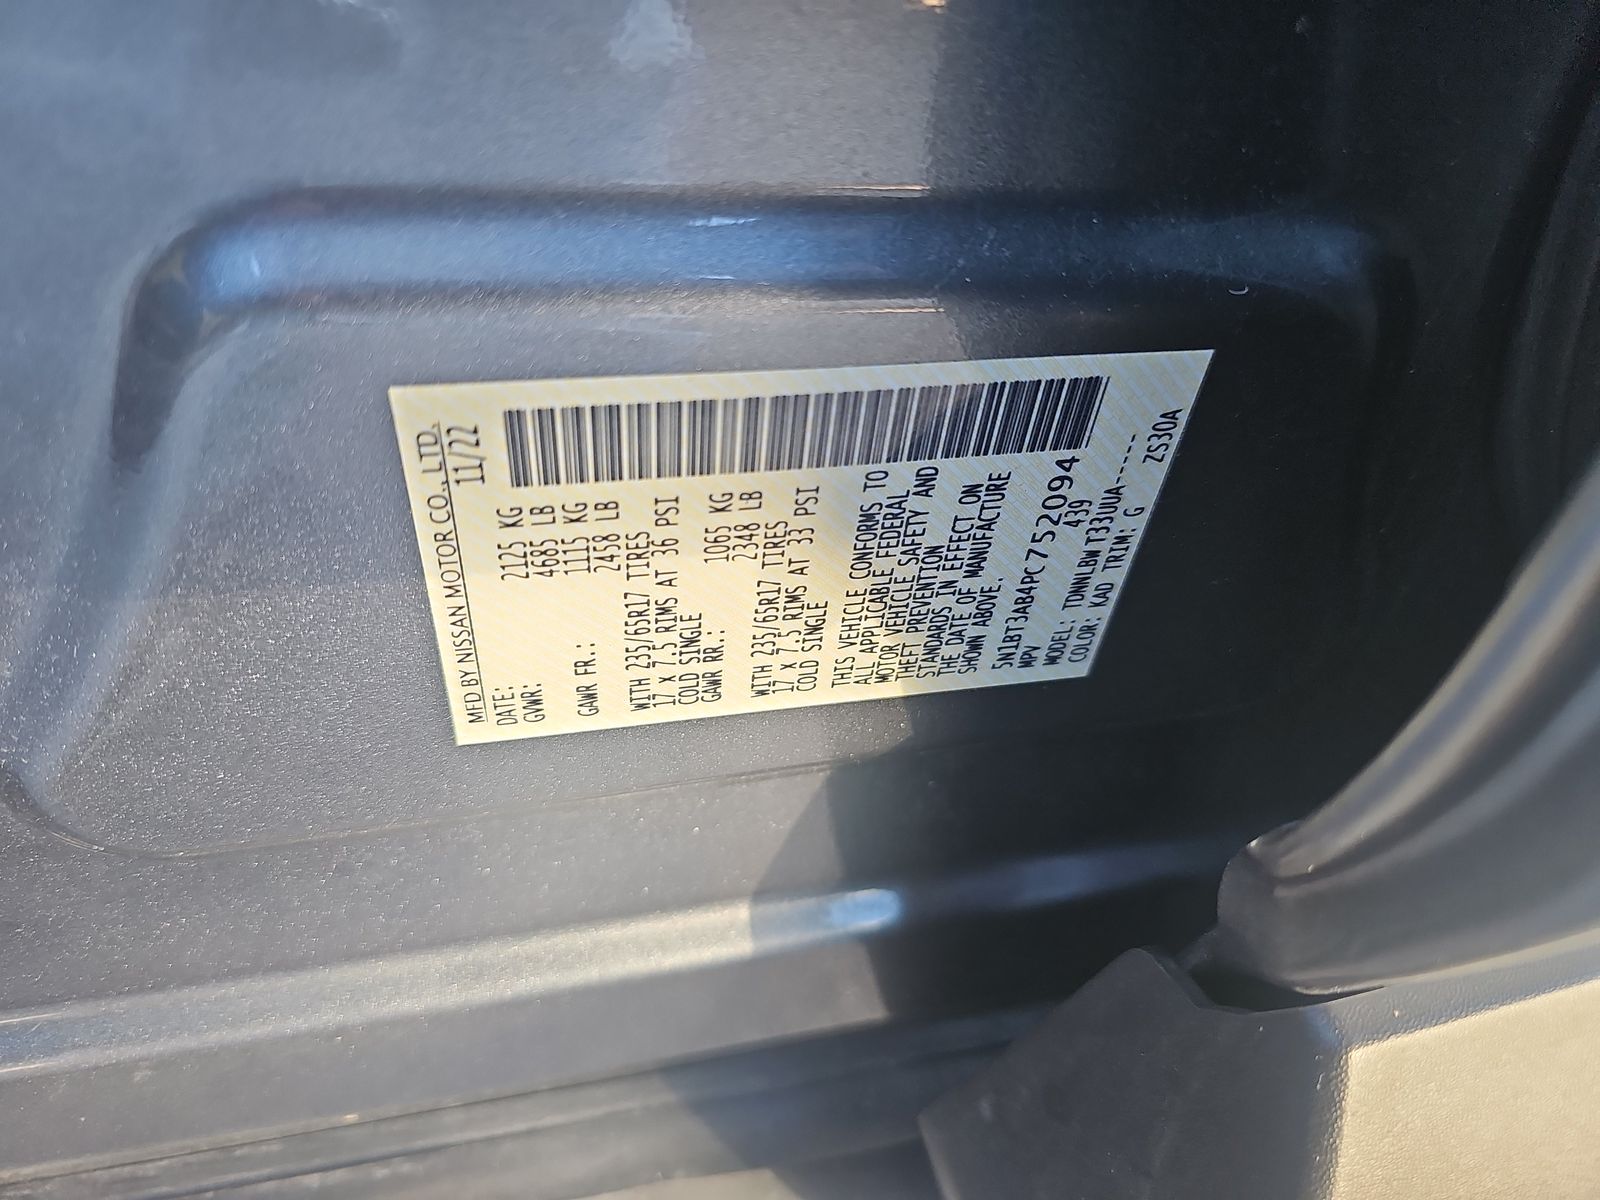 MFD BY NISSAN MOTOR CO., LTD.
DATE: 11/22
GVWR: 2125 KG
4685 LB
GAWR FR.: 1115 KG
2458 LB
WITH 235/65R17 TIRES
17 X 7.5 RIMS AT 36 PSI
COLD SINGLE
GAWR RR.: 1065 KG
2348 LB
WITH 235/65R17 TIRES
17 X 7.5 RIMS AT 33 PSI
COLD SINGLE
THIS VEHICLE CONFORMS TO
ALL APPLICABLE FEDERAL
MOTOR VEHICLE SAFETY AND
THEFT PREVENTION
STANDARDS IN EFFECT ON
THE DATE OF MANUFACTURE
SHOWN ABOVE.
5N1BT3AB4PC752094
MPV 439
MODEL: TDNNLBW T33UUA-----
COLOR: KAD TRIM: G ZS30A